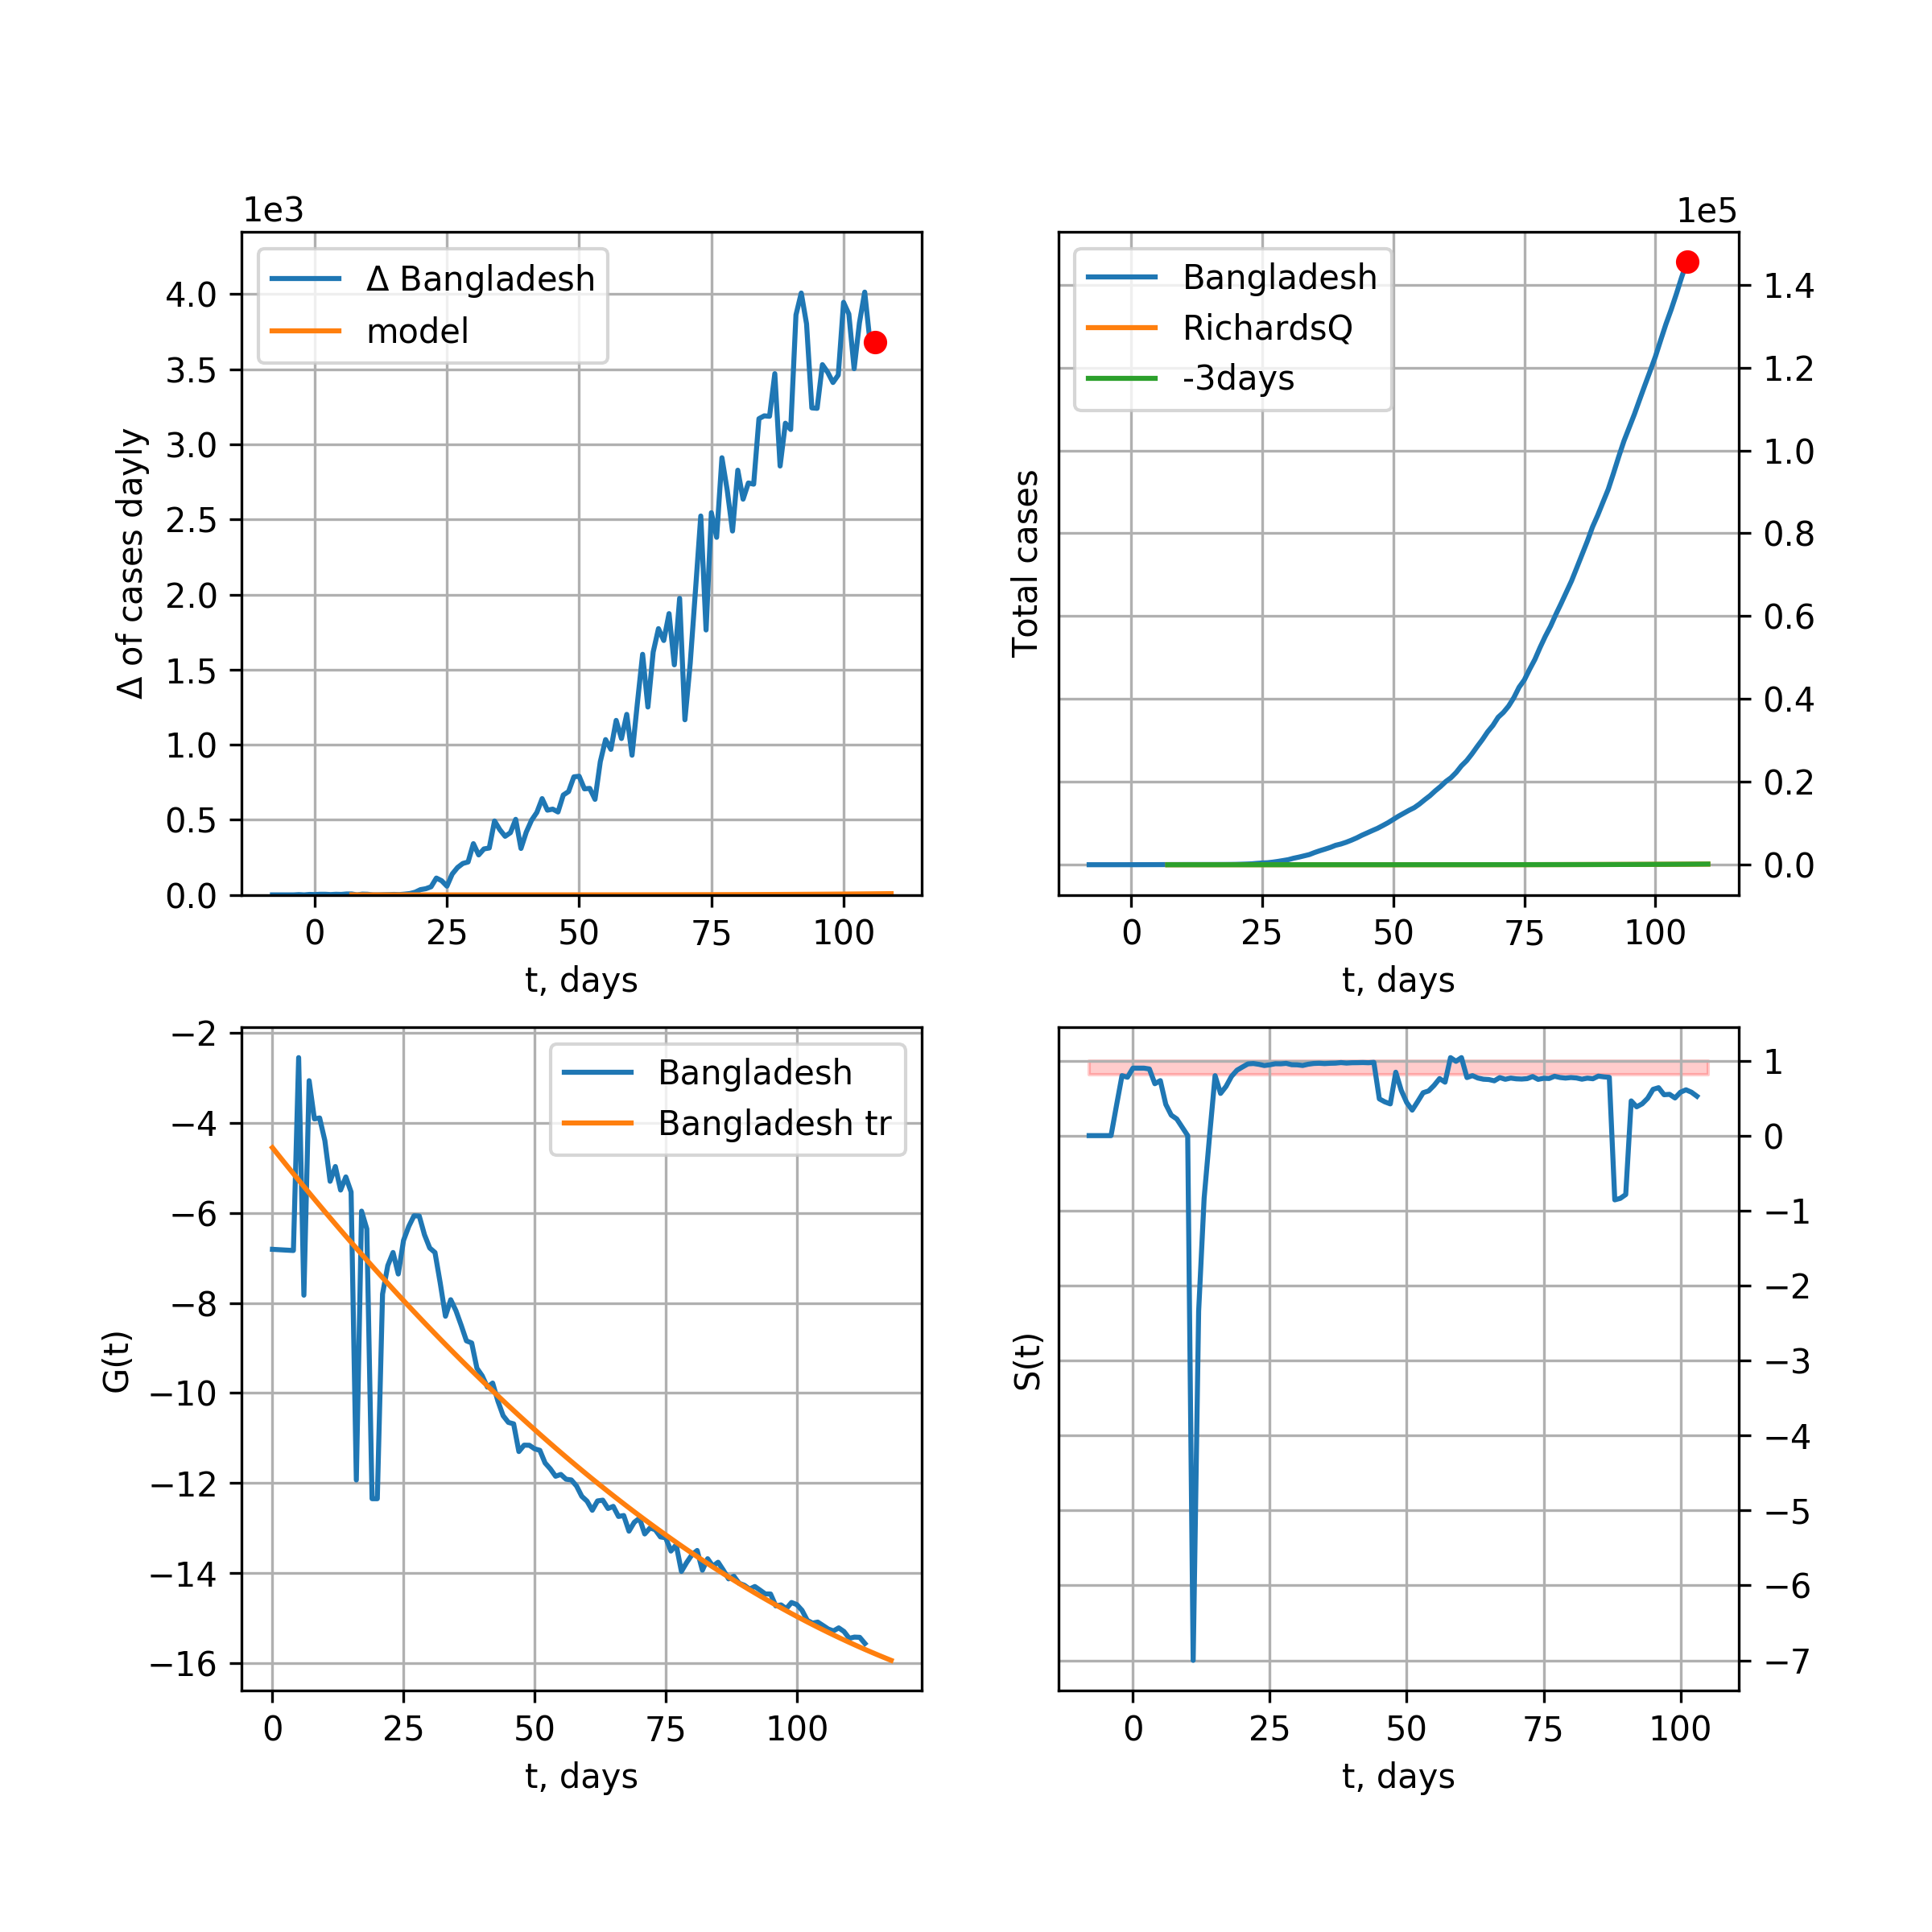 1e3
Δ Bangladesh
model
4.0
3.5
3.0
2.5
2.0
1.5
1.0
0.5
0.0
Δ of cases dayly
0 25 50 75 100
t, days
1e5
Bangladesh
RichardsQ
-3days
1.4
1.2
1.0
0.8
0.6
0.4
0.2
0.0
Total cases
0 25 50 75 100
t, days
Bangladesh
Bangladesh tr
−2
−4
−6
−8
−10
−12
−14
−16
G(t)
0 25 50 75 100
t, days
1
0
−1
−2
−3
−4
−5
−6
−7
S(t)
0 25 50 75 100
t, days